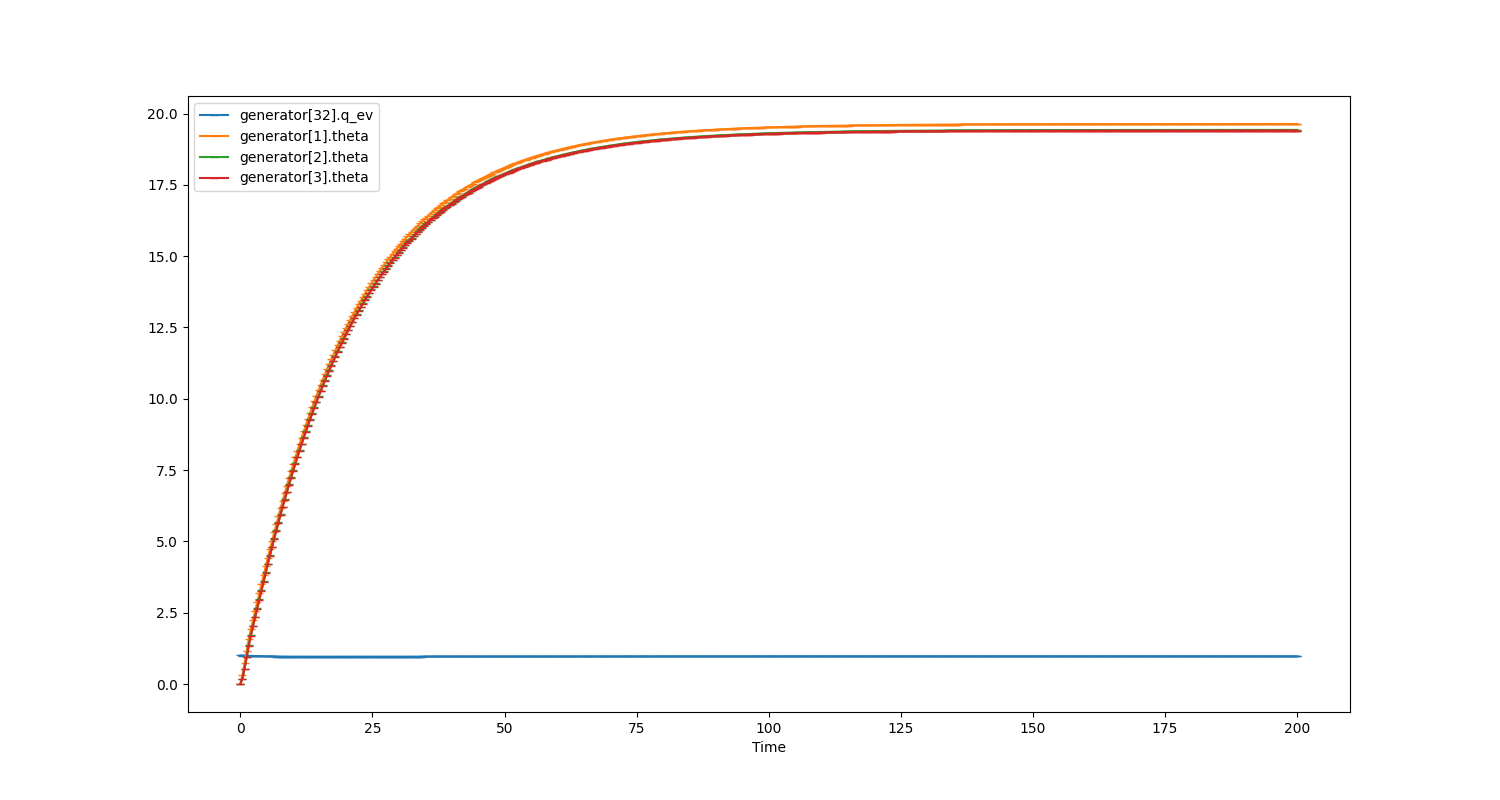 generator[32].q_ev
generator[1].theta
generator[2].theta
generator[3].theta
20.0
17.5
15.0
12.5
10.0
7.5
5.0
2.5
0.0
0 25 50 75 100 125 150 175 200
Time